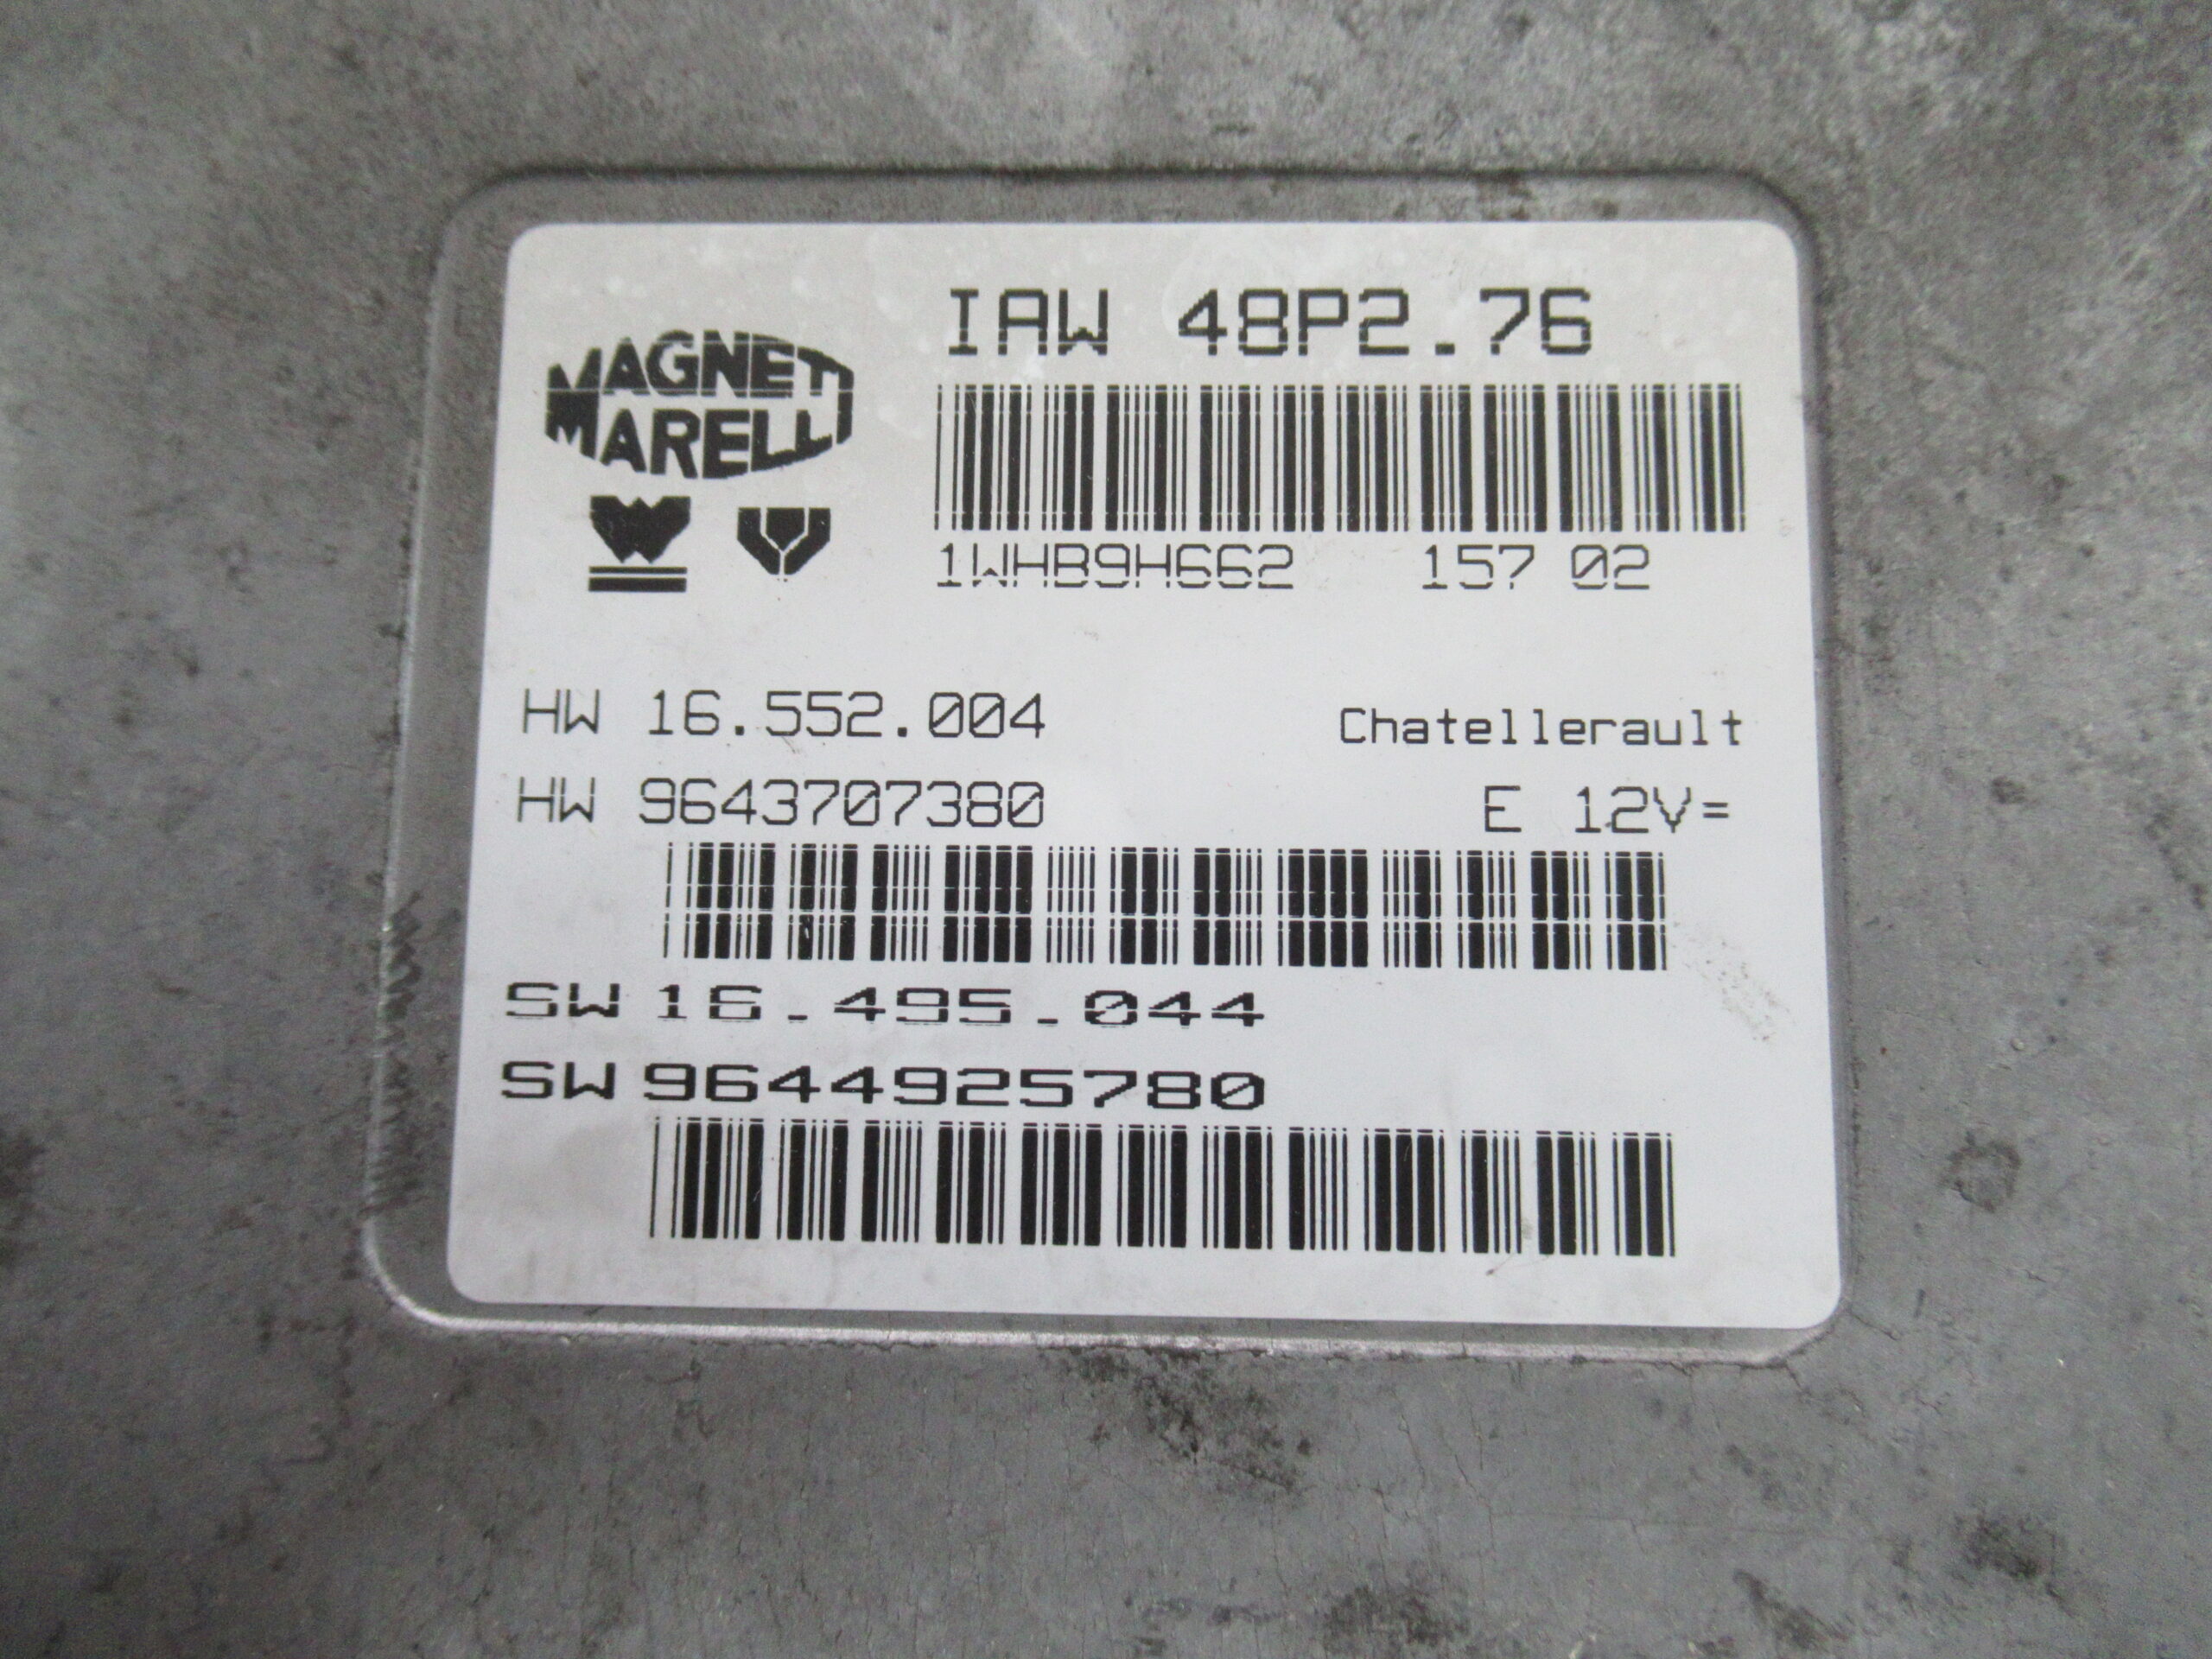 MAGNETI
MARELLI
IAW 48P2.76
1WHB9H662 157 02
HW 16.552.004 Chatellerault
HW 9643707380 E 12V=
SW 16.495.044
SW 9644925780